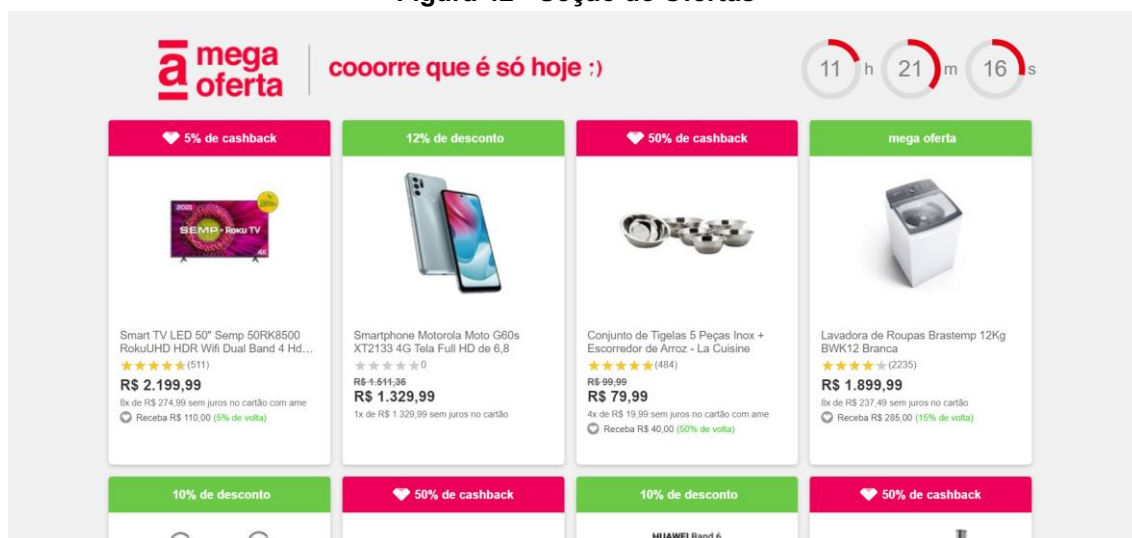 mega
oferta
cooorre que é só hoje :)
11 h 21 m 16 s
5% de cashback
12% de desconto
50% de cashback
mega oferta
2021
SEMP · ROKU TV
4K
Smart TV LED 50" Semp 50RK8500
RokuUHD HDR Wifi Dual Band 4 Hd...
(511)
R$ 2.199,99
8x de R$ 274,99 sem juros no cartão com ame
Receba R$ 110,00 (5% de volta)
Smartphone Motorola Moto G60s
XT2133 4G Tela Full HD de 6,8
0
R$ 1.511,36
R$ 1.329,99
1x de R$ 1.329,99 sem juros no cartão
Conjunto de Tigelas 5 Peças Inox +
Escorredor de Arroz - La Cuisine
(484)
R$ 99,99
R$ 79,99
4x de R$ 19,99 sem juros no cartão com ame
Receba R$ 40,00 (50% de volta)
Lavadora de Roupas Brastemp 12Kg
BWK12 Branca
(2235)
R$ 1.899,99
8x de R$ 237,49 sem juros no cartão
Receba R$ 285,00 (15% de volta)
10% de desconto
50% de cashback
10% de desconto
50% de cashback
HUAWEI Band 6